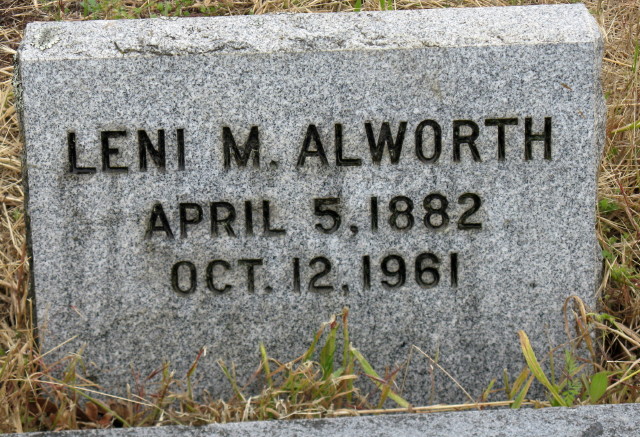 LENI M. ALWORTH
APRIL 5, 1882
OCT. 12, 1961